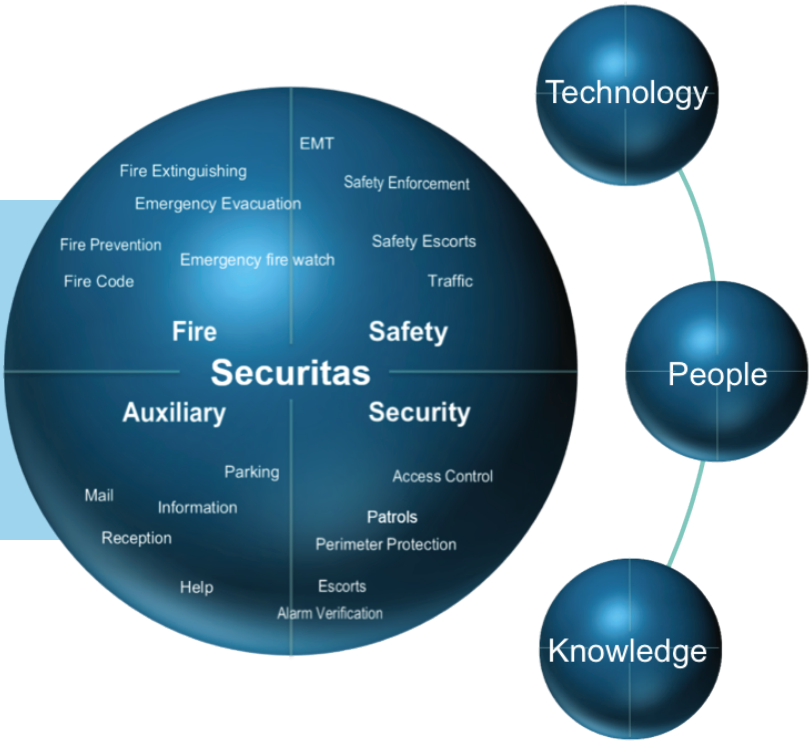 Technology
EMT
Fire Extinguishing
Safety Enforcement
Emergency Evacuation
Fire Prevention
Safety Escorts
Emergency fire watch
Fire Code
Traffic
Fire
Safety
Securitas
People
Auxiliary
Security
Parking
Access Control
Mail
Information
Patrols
Reception
Perimeter Protection
Help
Escorts
Alarm Verification
Knowledge